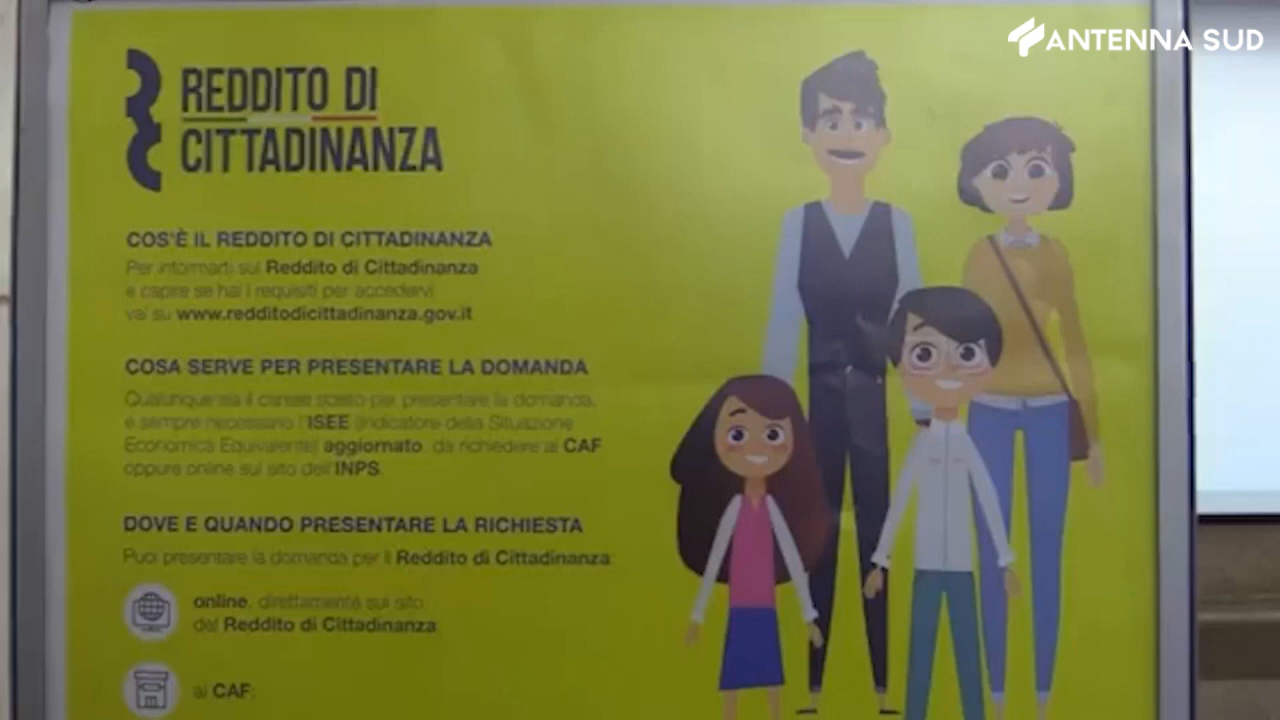 ANTENNA SUD
REDDITO DI
CITTADINANZA
COS'È IL REDDITO DI CITTADINANZA
Per informarti sul Reddito di Cittadinanza
e capire se hai i requisiti per accedervi
vai su www.redditodicittadinanza.gov.it
COSA SERVE PER PRESENTARE LA DOMANDA
Qualunque sia il canale scelto per presentare la domanda,
è sempre necessario l'ISEE (Indicatore della Situazione
Economica Equivalente) aggiornato, da richiedere ai CAF
oppure online sul sito dell'INPS.
DOVE E QUANDO PRESENTARE LA RICHIESTA
Puoi presentare la domanda per il Reddito di Cittadinanza:
online, direttamente sul sito
del Reddito di Cittadinanza;
ai CAF;